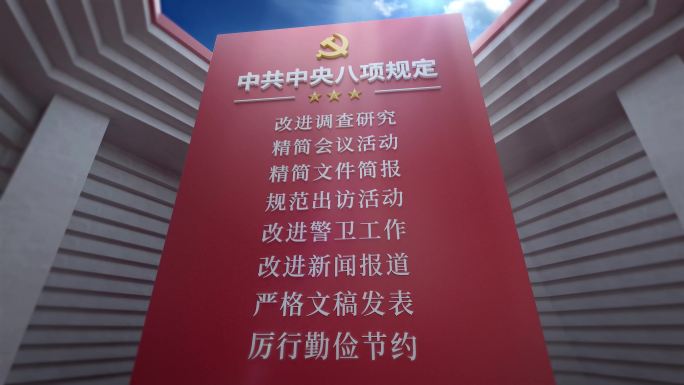 中共中央八项规定
改进调查研究
精简会议活动
精简文件简报
规范出访活动
改进警卫工作
改进新闻报道
严格文稿发表
厉行勤俭节约